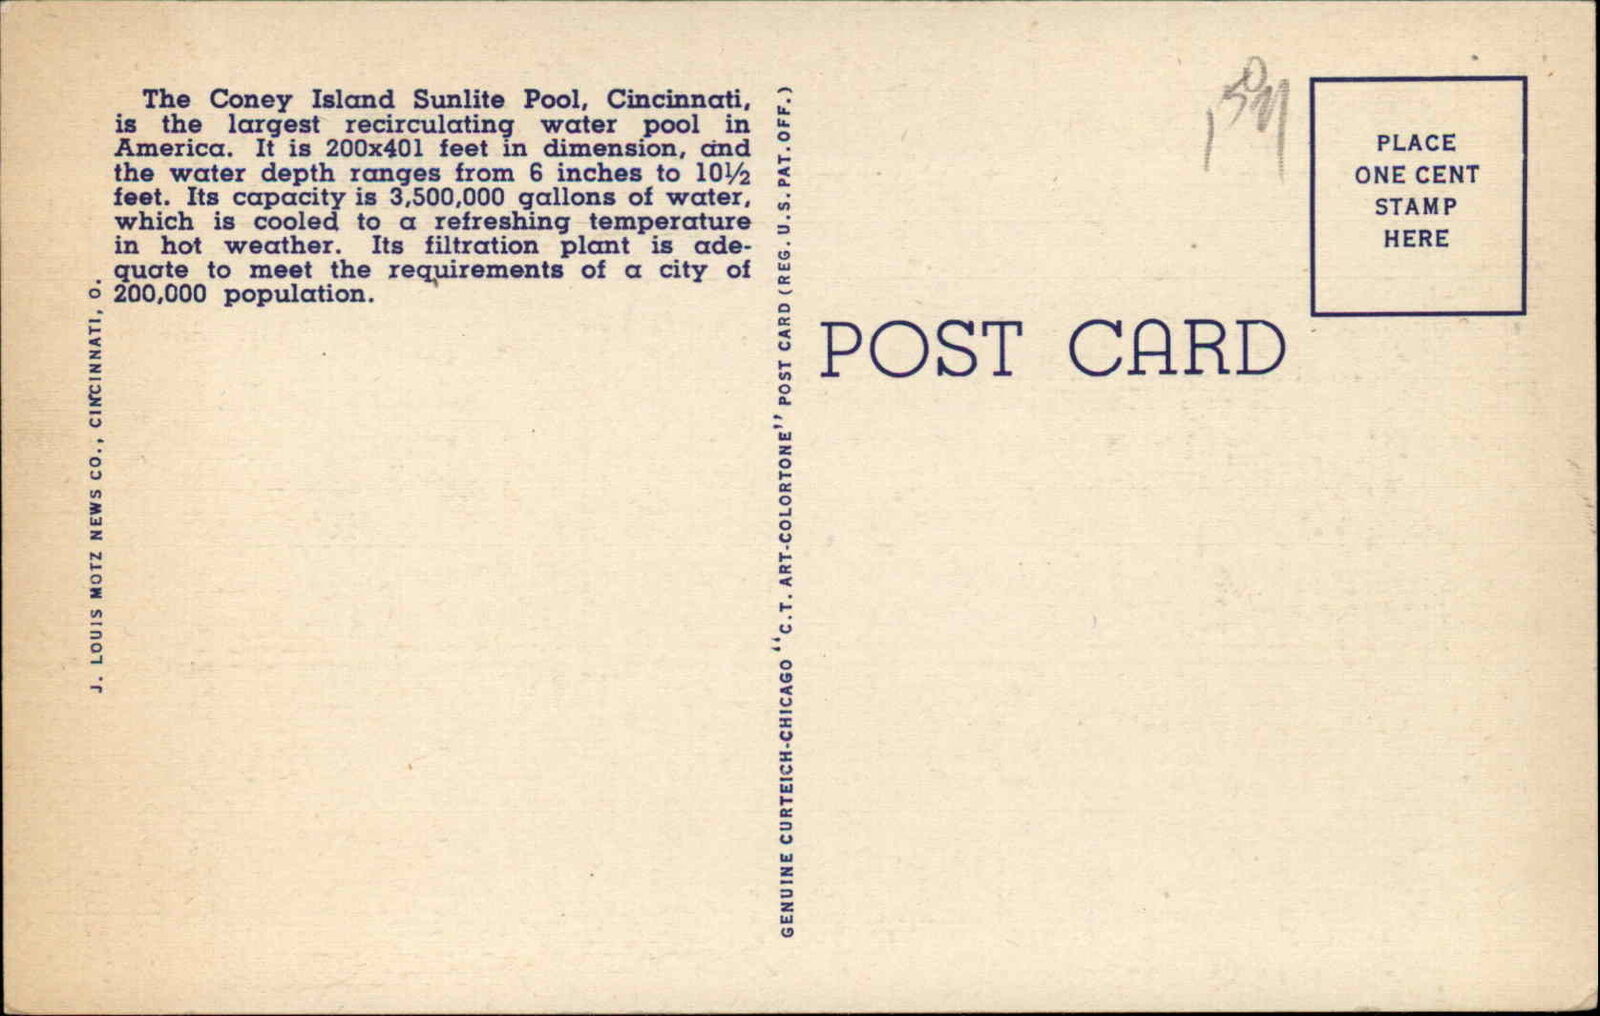 The Coney Island Sunlite Pool, Cincinnati,
is the largest recirculating water pool in
America. It is 200x401 feet in dimension, and
the water depth ranges from 6 inches to 10½
feet. Its capacity is 3,500,000 gallons of water,
which is cooled to a refreshing temperature
in hot weather. Its filtration plant is ade-
quate to meet the requirements of a city of
200,000 population.
J. LOUIS MOTZ NEWS CO., CINCINNATI, O.
GENUINE CURTEICH-CHICAGO "C.T. ART-COLORTONE" POST CARD (REG. U.S. PAT. OFF.)
POST CARD
PLACE
ONE CENT
STAMP
HERE